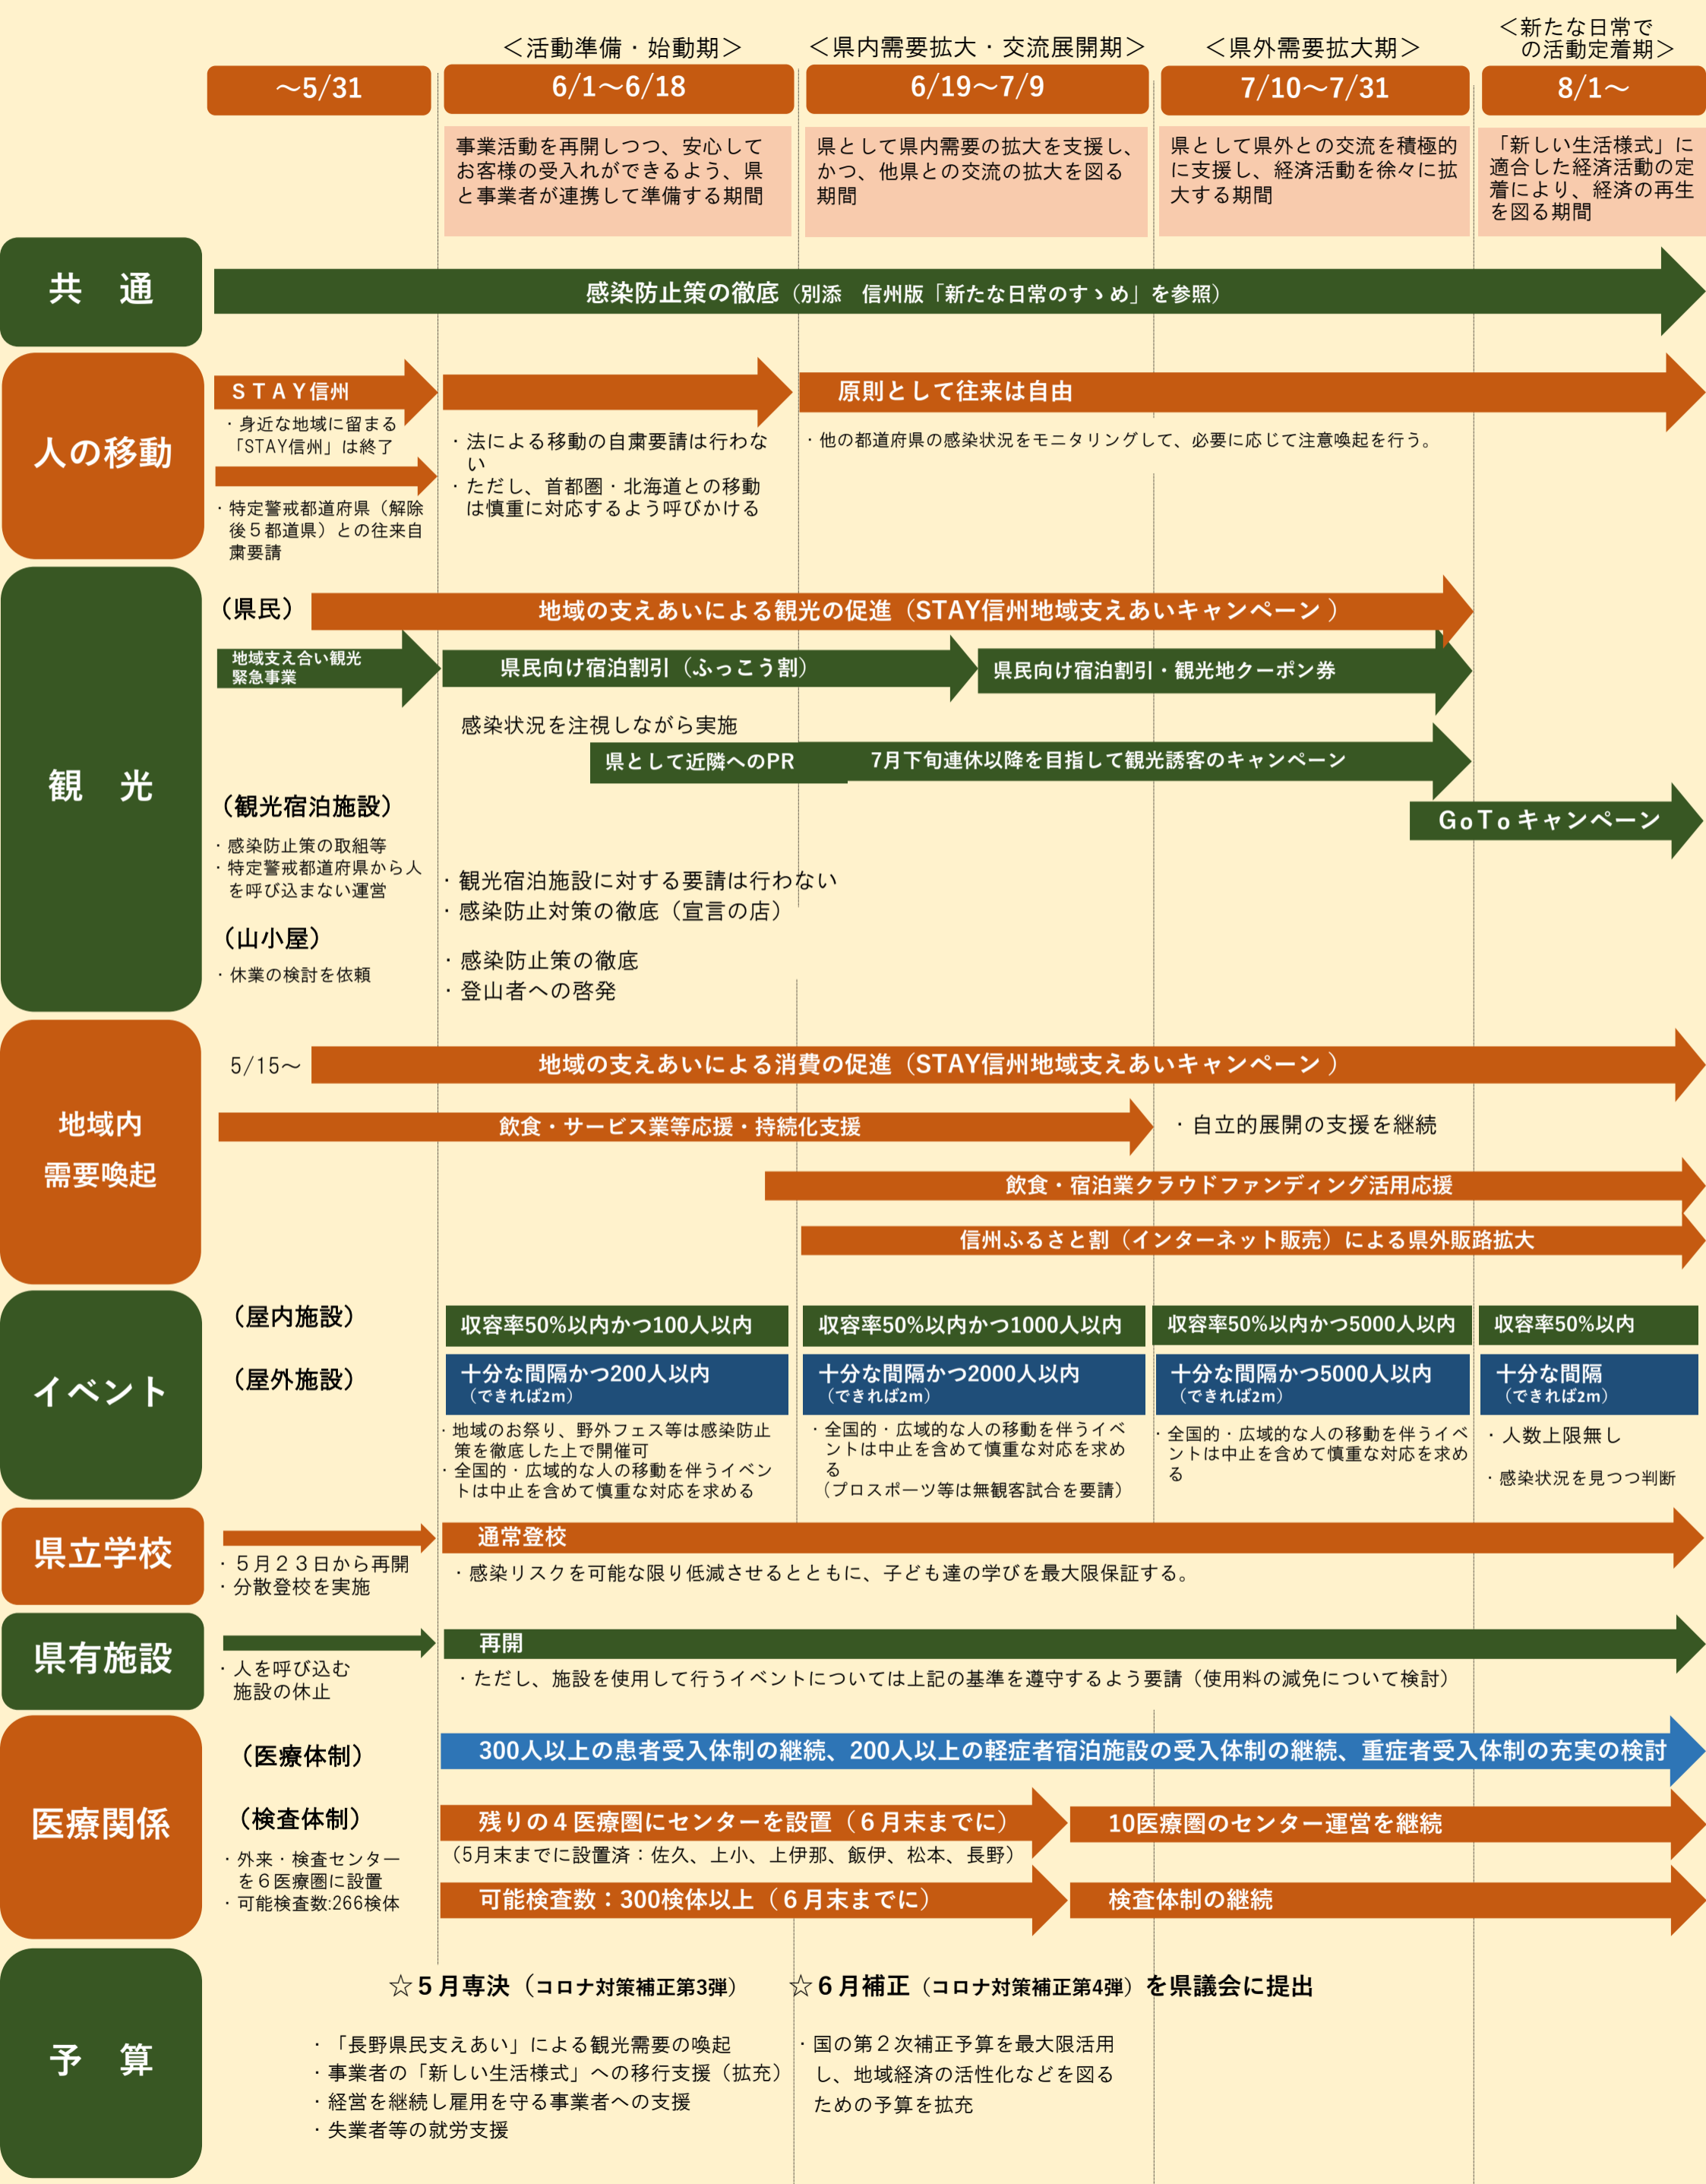 ＜活動準備・始動期＞
＜県内需要拡大・交流展開期＞
＜県外需要拡大期＞
＜新たな日常で
の活動定着期＞
～5/31
6/1～6/18
6/19～7/9
7/10～7/31
8/1～
事業活動を再開しつつ、安心して
お客様の受入れができるよう、県
と事業者が連携して準備する期間
県として県内需要の拡大を支援し、
かつ、他県との交流の拡大を図る
期間
県として県外との交流を積極的
に支援し、経済活動を徐々に拡
大する期間
「新しい生活様式」に
適合した経済活動の定
着により、経済の再生
を図る期間
共　通
感染防止策の徹底（別添　信州版「新たな日常のすゝめ」を参照）
人の移動
ＳＴＡＹ信州
・身近な地域に留まる
「STAY信州」は終了
・特定警戒都道府県（解除
後５都道県）との往来自
粛要請
・法による移動の自粛要請は行わな
い
・ただし、首都圏・北海道との移動
は慎重に対応するよう呼びかける
原則として往来は自由
・他の都道府県の感染状況をモニタリングして、必要に応じて注意喚起を行う。
観　光
（県民）
地域の支えあいによる観光の促進（STAY信州地域支えあいキャンペーン ）
地域支え合い観光
緊急事業
県民向け宿泊割引（ふっこう割）
県民向け宿泊割引・観光地クーポン券
感染状況を注視しながら実施
県として近隣へのPR
7月下旬連休以降を目指して観光誘客のキャンペーン
ＧｏＴｏキャンペーン
（観光宿泊施設）
・感染防止策の取組等
・特定警戒都道府県から人
を呼び込まない運営
・観光宿泊施設に対する要請は行わない
・感染防止対策の徹底（宣言の店）
（山小屋）
・休業の検討を依頼
・感染防止策の徹底
・登山者への啓発
地域内
需要喚起
5/15～
地域の支えあいによる消費の促進（STAY信州地域支えあいキャンペーン ）
飲食・サービス業等応援・持続化支援
・自立的展開の支援を継続
飲食・宿泊業クラウドファンディング活用応援
信州ふるさと割（インターネット販売）による県外販路拡大
イベント
（屋内施設）
収容率50%以内かつ100人以内
収容率50%以内かつ1000人以内
収容率50%以内かつ5000人以内
収容率50%以内
（屋外施設）
十分な間隔かつ200人以内
（できれば2m）
十分な間隔かつ2000人以内
（できれば2m）
十分な間隔かつ5000人以内
（できれば2m）
十分な間隔
（できれば2m）
・地域のお祭り、野外フェス等は感染防止
策を徹底した上で開催可
・全国的・広域的な人の移動を伴うイベン
トは中止を含めて慎重な対応を求める
・全国的・広域的な人の移動を伴うイベ
ントは中止を含めて慎重な対応を求め
る
（プロスポーツ等は無観客試合を要請）
・全国的・広域的な人の移動を伴うイベ
ントは中止を含めて慎重な対応を求め
る
・人数上限無し
・感染状況を見つつ判断
県立学校
・５月２３日から再開
・分散登校を実施
通常登校
・感染リスクを可能な限り低減させるとともに、子ども達の学びを最大限保証する。
県有施設
・人を呼び込む
施設の休止
再開
・ただし、施設を使用して行うイベントについては上記の基準を遵守するよう要請（使用料の減免について検討）
医療関係
（医療体制）
300人以上の患者受入体制の継続、200人以上の軽症者宿泊施設の受入体制の継続、重症者受入体制の充実の検討
（検査体制）
・外来・検査センター
を６医療圏に設置
・可能検査数:266検体
残りの４医療圏にセンターを設置（６月末までに）
（5月末までに設置済：佐久、上小、上伊那、飯伊、松本、長野）
10医療圏のセンター運営を継続
可能検査数：300検体以上（６月末までに）
検査体制の継続
予　算
☆５月専決（コロナ対策補正第3弾）
☆６月補正（コロナ対策補正第4弾）を県議会に提出
・「長野県民支えあい」による観光需要の喚起
・事業者の「新しい生活様式」への移行支援（拡充）
・経営を継続し雇用を守る事業者への支援
・失業者等の就労支援
・国の第２次補正予算を最大限活用
し、地域経済の活性化などを図る
ための予算を拡充